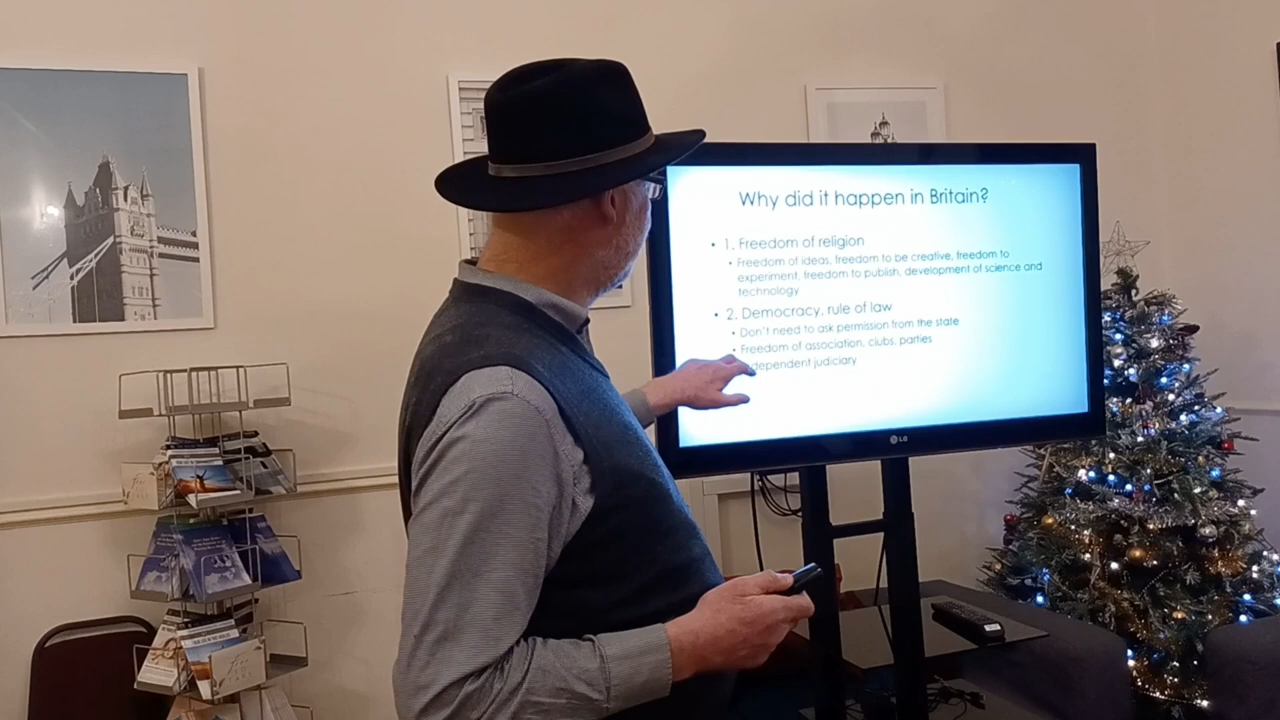 Why did it happen in Britain?
• 1. Freedom of religion
• Freedom of ideas, freedom to be creative, freedom to
experiment, freedom to publish, development of science and
technology
• 2. Democracy, rule of law
• Don't need to ask permission from the state
• Freedom of association, clubs, parties
dependent judiciary
LG